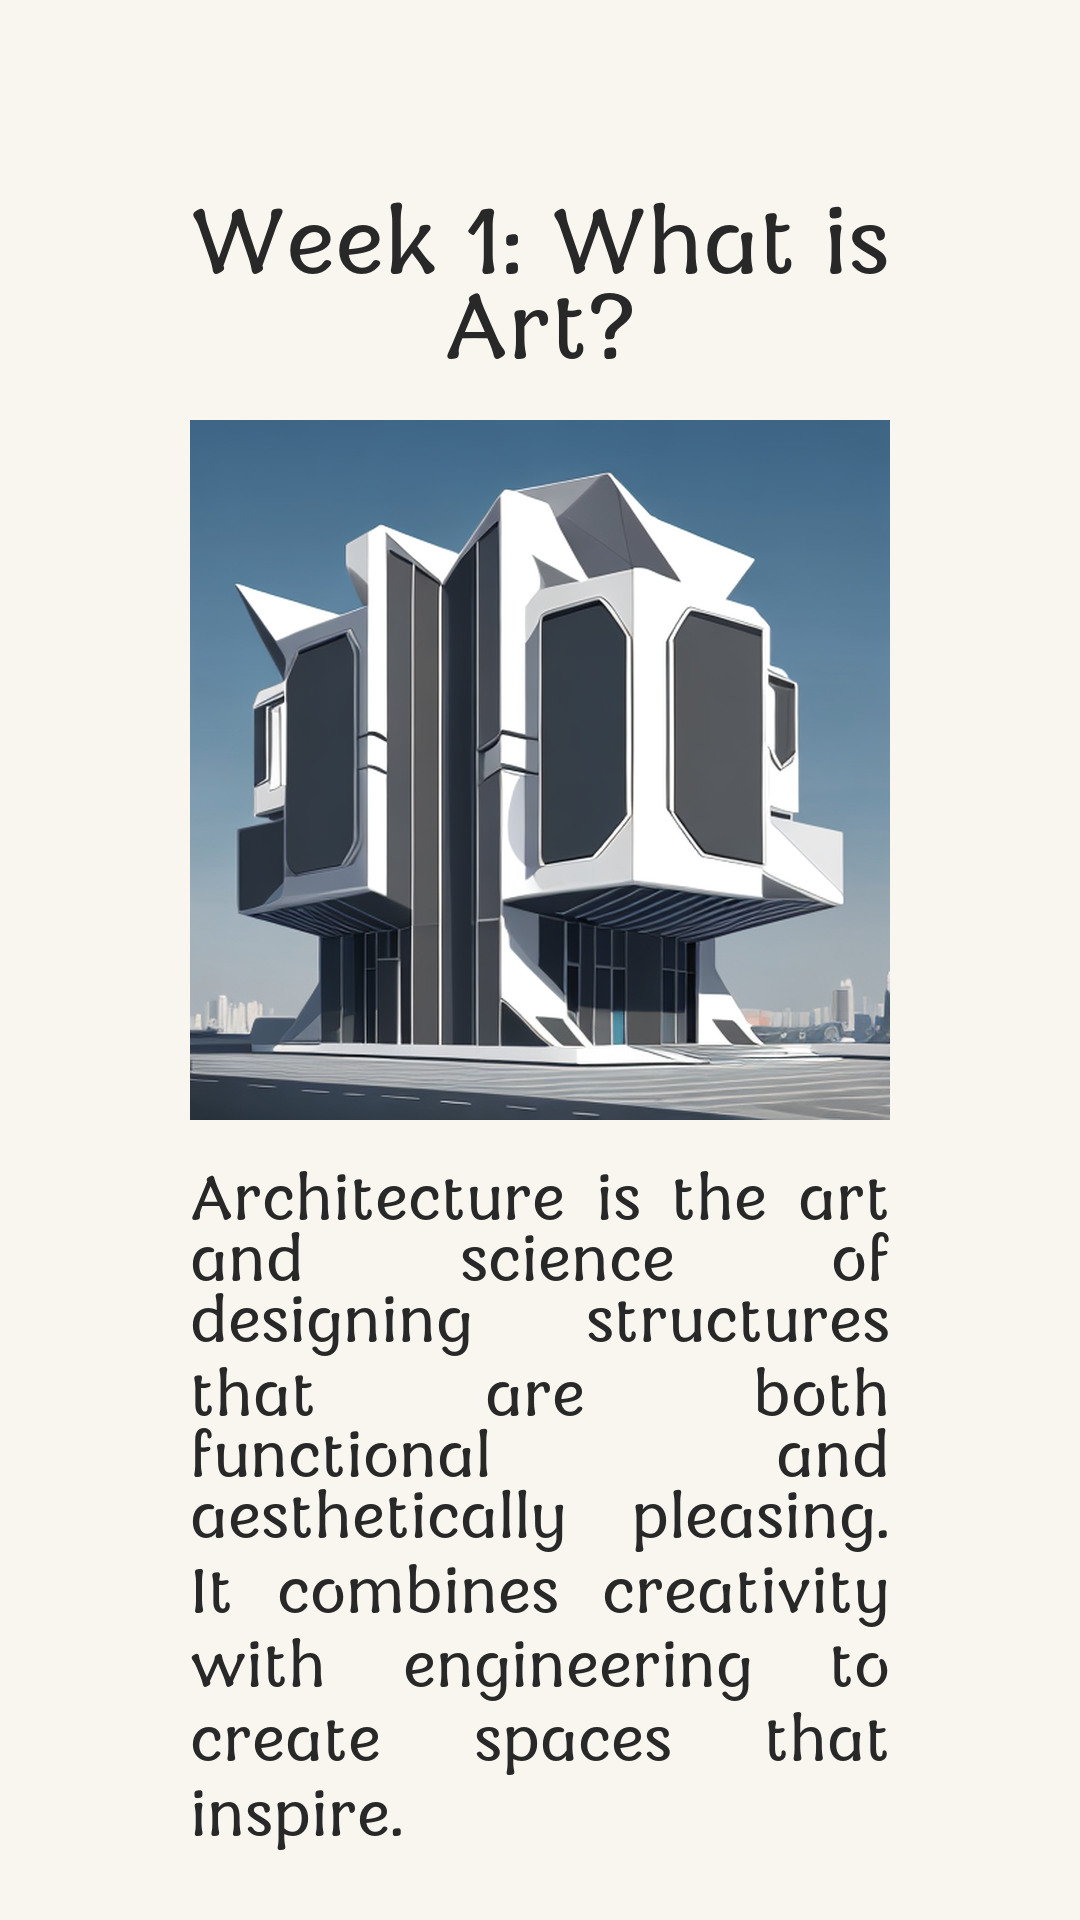 Week 1: What is
Art?
Architecture is the art
and science of
designing structures
that are both
functional and
aesthetically pleasing.
It combines creativity
with engineering to
create spaces that
inspire.